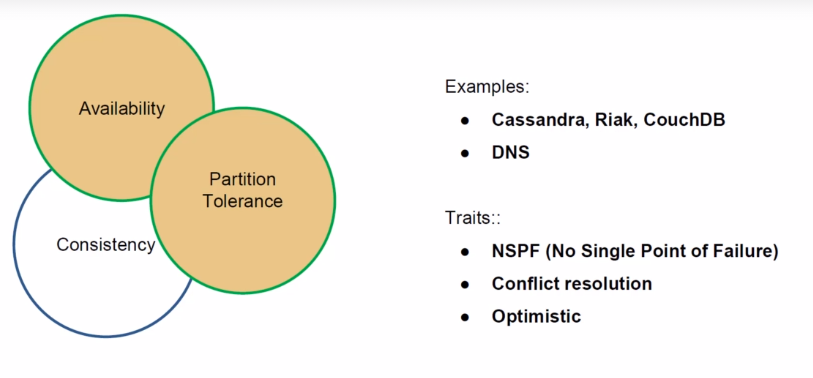 Availability
Partition
Tolerance
Consistency
Examples:
● Cassandra, Riak, CouchDB
● DNS
Traits::
● NSPF (No Single Point of Failure)
● Conflict resolution
● Optimistic